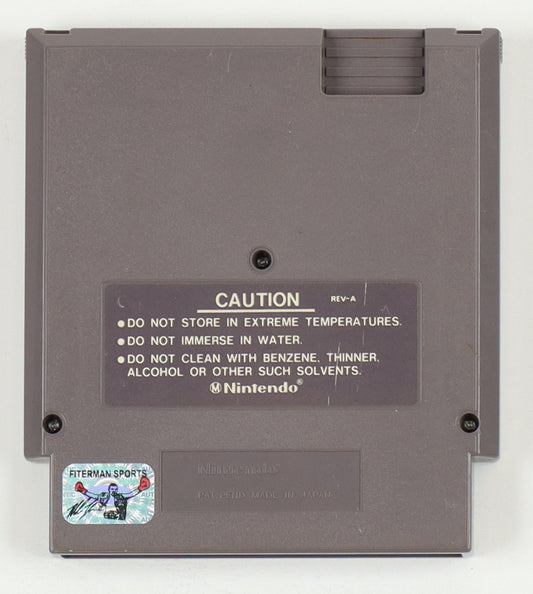 CAUTION REV-A
●DO NOT STORE IN EXTREME TEMPERATURES.
●DO NOT IMMERSE IN WATER.
●DO NOT CLEAN WITH BENZENE, THINNER,
ALCOHOL OR OTHER SUCH SOLVENTS.
Ⓜ Nintendo®
FITERMAN SPORTS
Nintendo®
PAT. PEND. MADE IN JAPAN